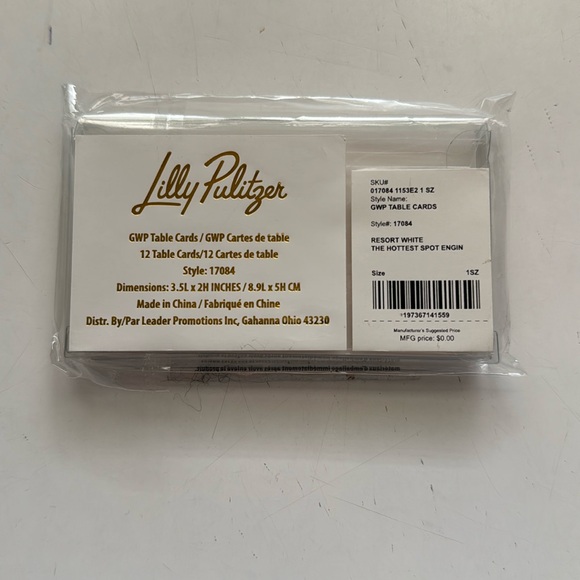 Lilly Pulitzer
GWP Table Cards / GWP Cartes de table
12 Table Cards/12 Cartes de table
Style: 17084
Dimensions: 3.5L x 2H INCHES / 8.9L x 5H CM
Made in China / Fabriqué en Chine
Distr. By/Par Leader Promotions Inc, Gahanna Ohio 43230
SKU#
017084 1153E2 1 SZ
Style Name:
GWP TABLE CARDS
Style#: 17084
RESORT WHITE
THE HOTTEST SPOT ENGIN
Size 1SZ
197367141559
Manufacturer's Suggested Price
MFG price: $0.00